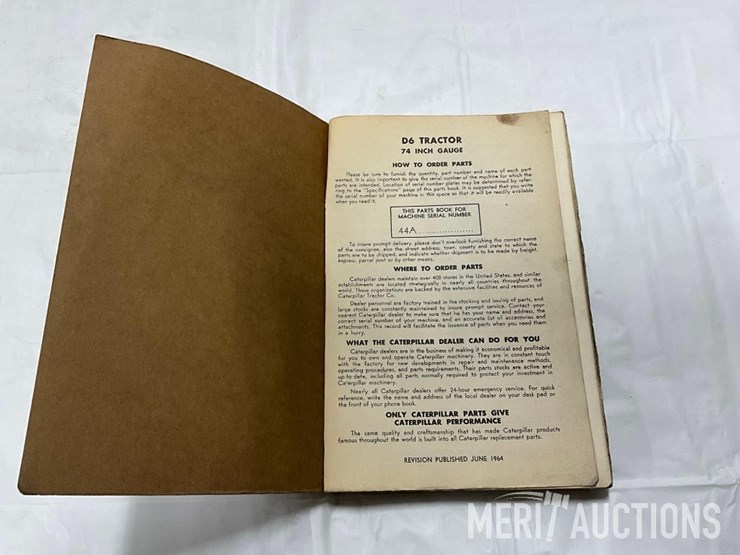 D6 TRACTOR
74 INCH GAUGE
HOW TO ORDER PARTS
Please be sure to furnish the quantity, part number and name of each part
wanted. It is also important to give the serial number of the machine for which the
parts are intended. Location of serial number plates may be determined by refer-
ring to the "Specifications" page of this parts book. It is suggested that you write
the serial number of your machine in this space so that it will be readily available
when you need it.
THIS PARTS BOOK FOR
MACHINE SERIAL NUMBER
44A
To insure prompt delivery, please don't overlook furnishing the correct name
of the consignee, also the street address, town, county and state to which the
parts are to be shipped, and indicate whether shipment is to be made by freight,
express, parcel post or by other means.
WHERE TO ORDER PARTS
Caterpillar dealers maintain over 400 stores in the United States, and similar
establishments are located strategically in nearly all countries throughout the
world. These organizations are backed by the extensive facilities and resources of
Caterpillar Tractor Co.
Dealer personnel are factory trained in the stocking and issuing of parts, and
large stocks are constantly maintained to insure prompt service. Contact your
nearest Caterpillar dealer to make sure that he has your name and address, the
correct serial number of your machine, and an accurate list of accessories and
attachments. This record will facilitate the issuance of parts when you need them
in a hurry.
WHAT THE CATERPILLAR DEALER CAN DO FOR YOU
Caterpillar dealers are in the business of making it economical and profitable
for you to own and operate Caterpillar machinery. They are in constant touch
with the factory for new developments in repair and maintenance methods,
operating procedures, and parts requirements. Their parts stocks are active and
up-to-date, including all parts normally required to protect your investment in
Caterpillar machinery.
Nearly all Caterpillar dealers offer 24-hour emergency service. For quick
reference, write the name and address of the local dealer on your desk pad or
the front of your phone book.
ONLY CATERPILLAR PARTS GIVE
CATERPILLAR PERFORMANCE
The same quality and craftsmanship that has made Caterpillar products
famous throughout the world is built into all Caterpillar replacement parts.
REVISION PUBLISHED JUNE 1964
MERIT AUCTIONS